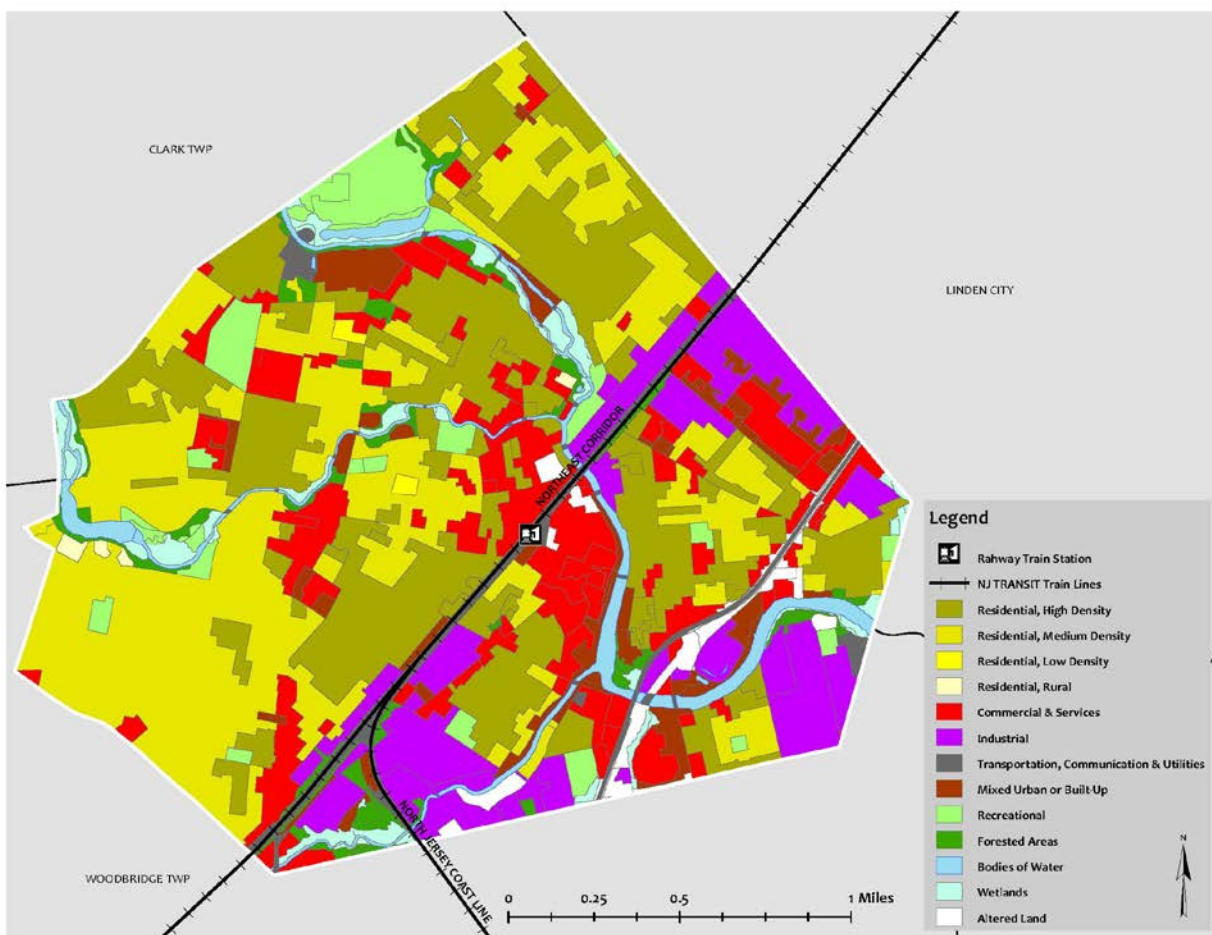 CLARK TWP
LINDEN CITY
NORTHEAST CORRIDOR
Legend
Rahway Train Station
NJ TRANSIT Train Lines
Residential, High Density
Residential, Medium Density
Residential, Low Density
Residential, Rural
Commercial & Services
Industrial
Transportation, Communication & Utilities
Mixed Urban or Built-Up
Recreational
Forested Areas
Bodies of Water
Wetlands
Altered Land
N
NORTH JERSEY COAST LINE
WOODBRIDGE TWP
0 0.25 0.5 1 Miles